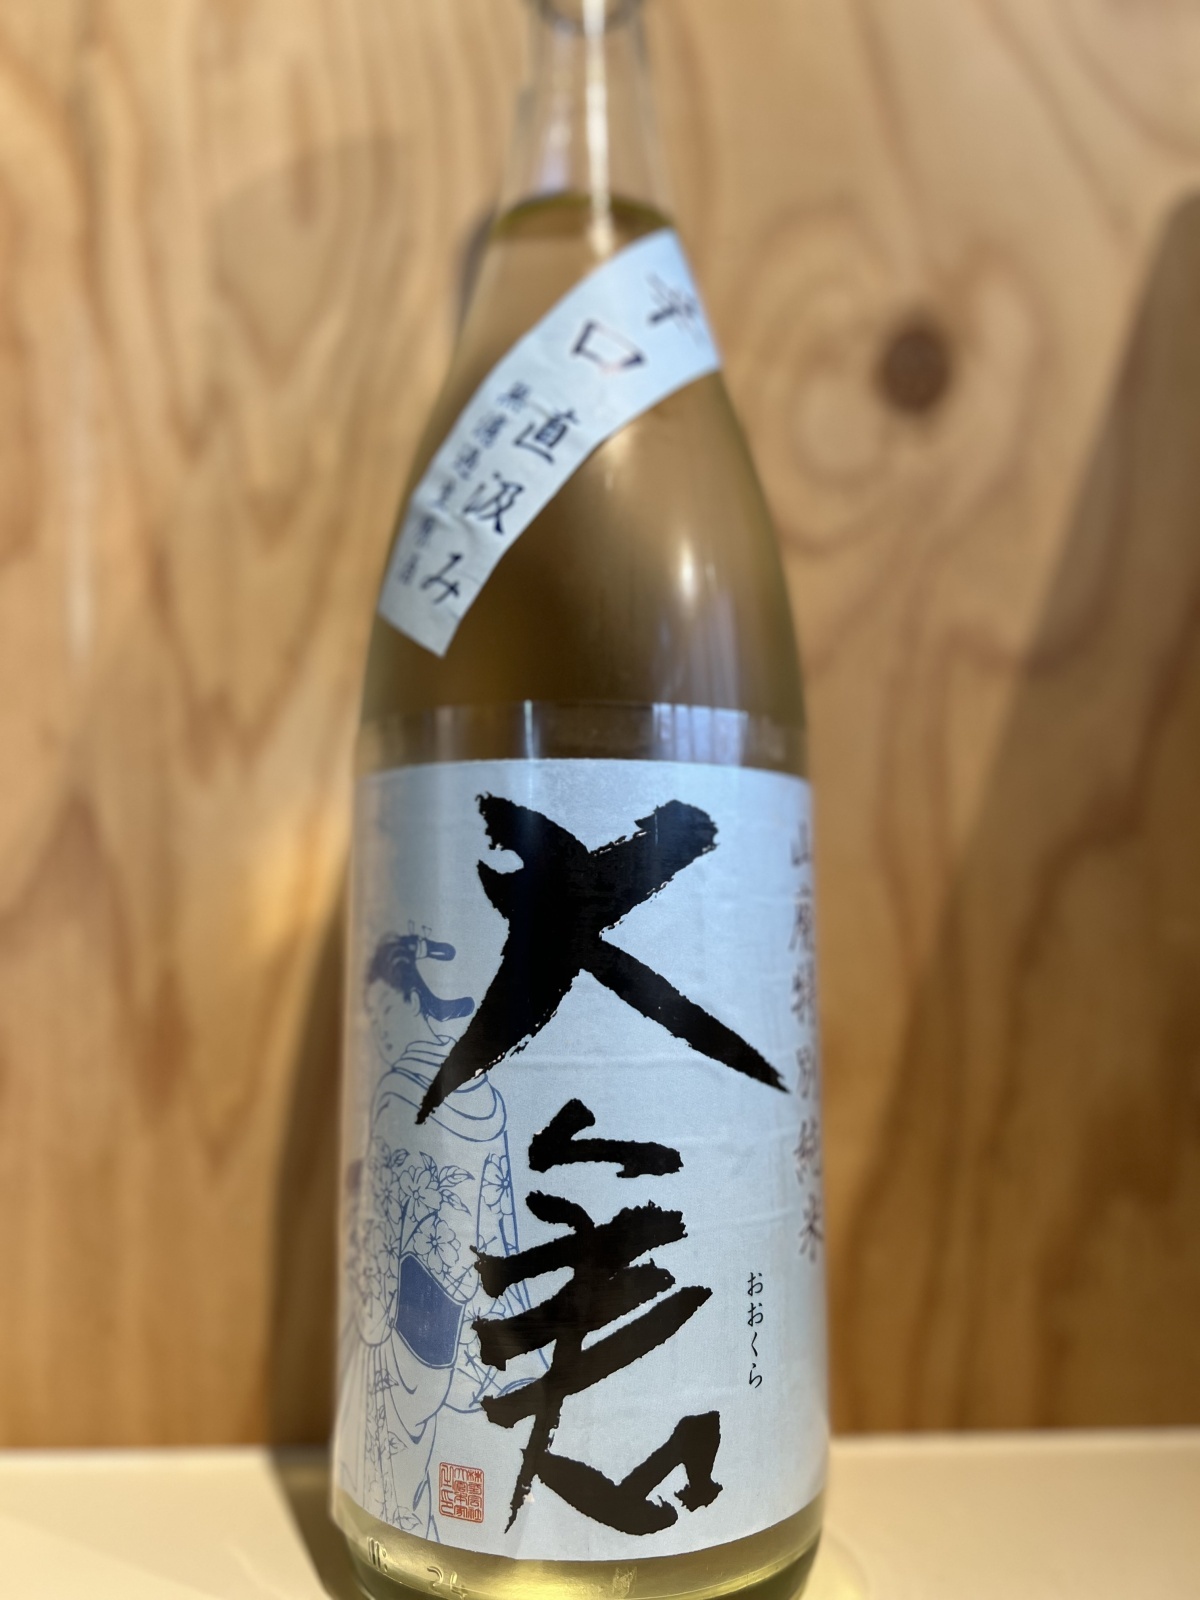 辛口
直汲み
無濾過生原酒
山廃特別純米
大倉
おおくら
24